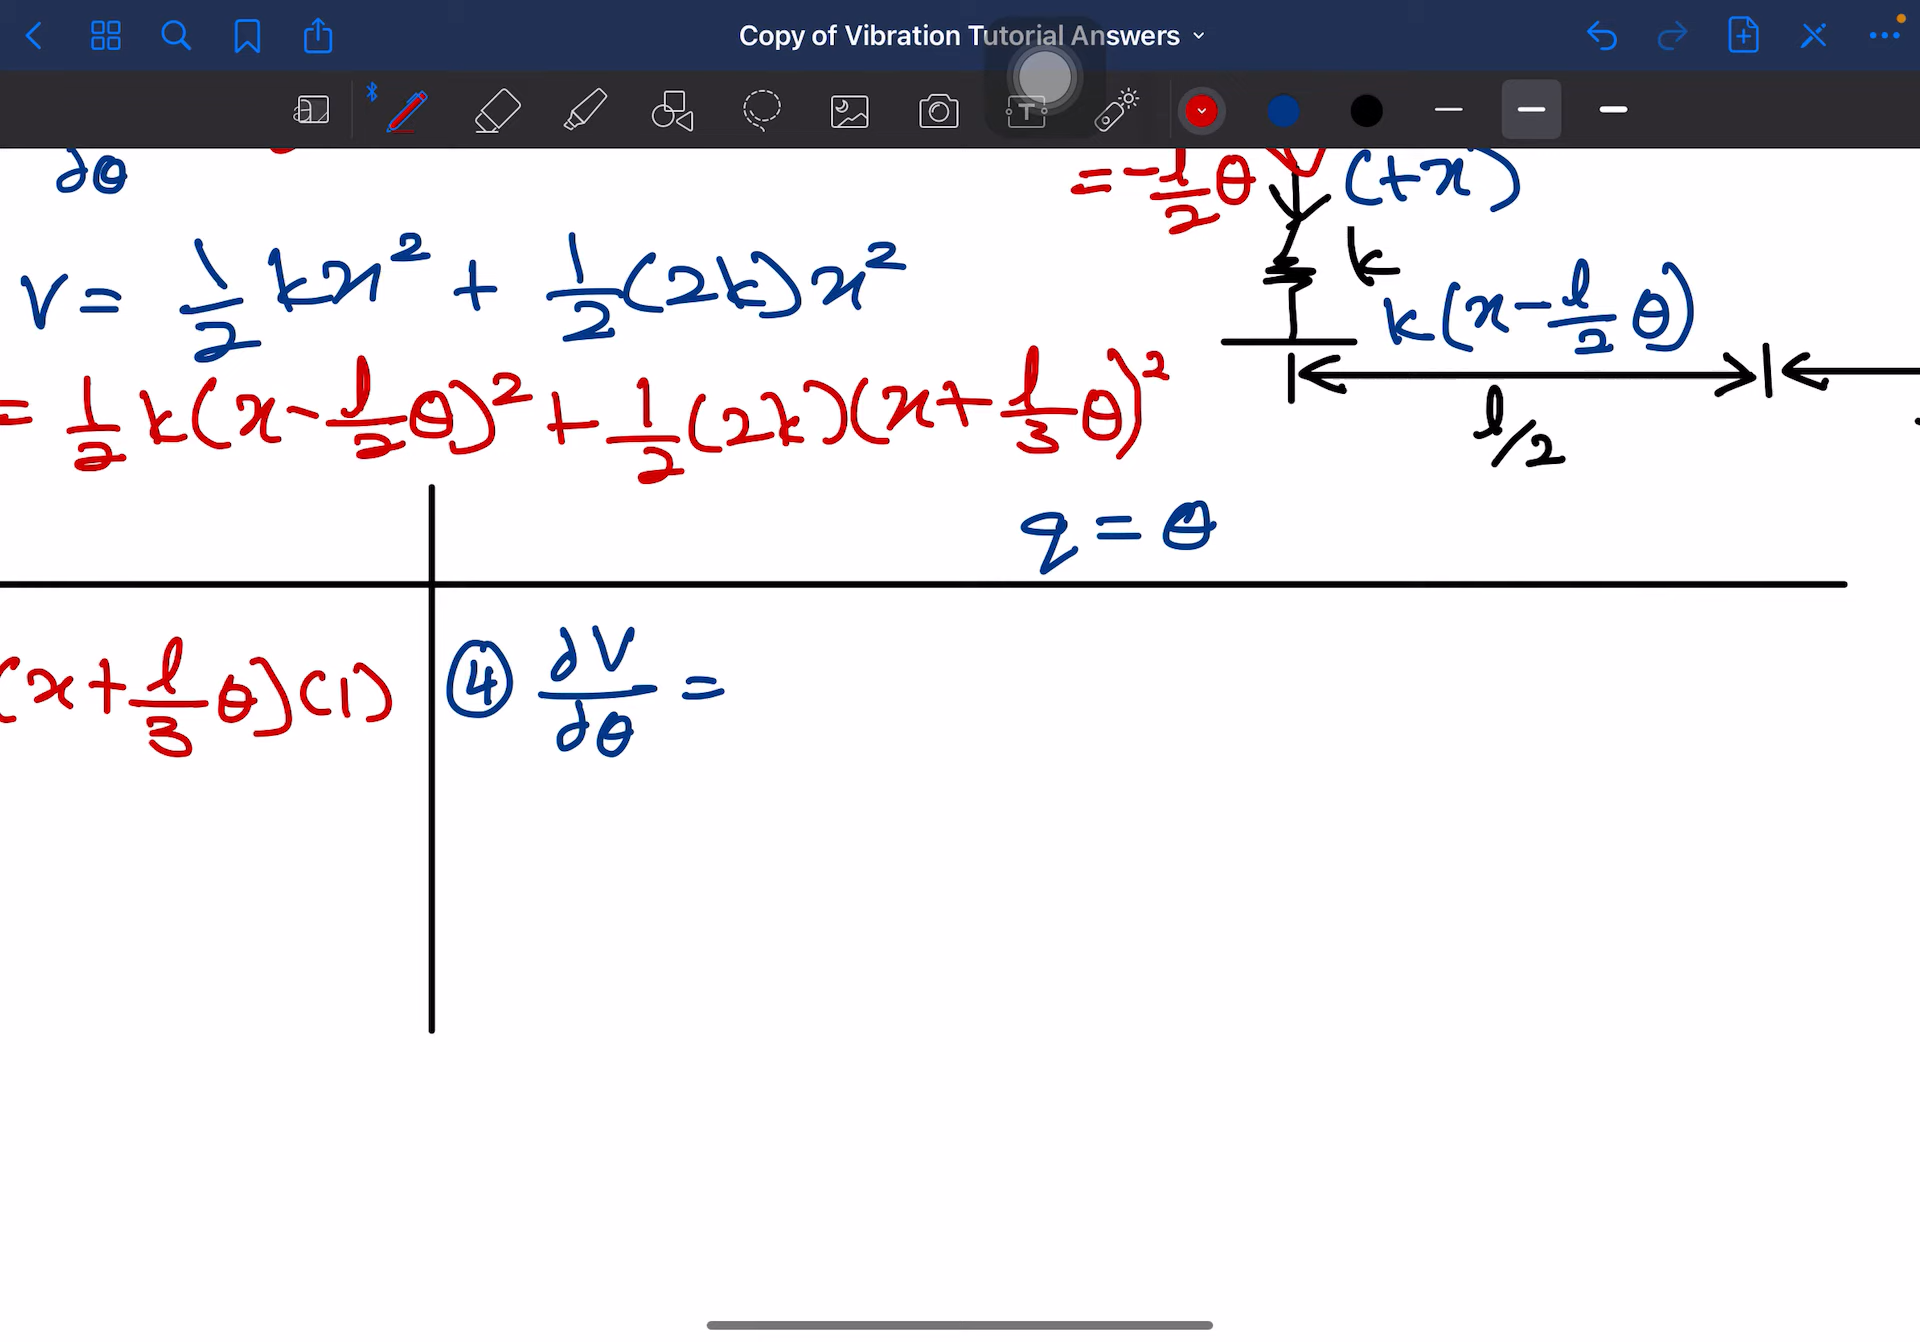 Copy of Vibration Tutorial Answers
∂θ
= -l/2 θ
(+x)
V = 1/2 kx² + 1/2 (2k)x²
k
k(x - l/2 θ)
= 1/2 k(x - l/2 θ)² + 1/2 (2k)(x + l/3 θ)²
l/2
q = θ
(x + l/3 θ](1)
④ ∂V/∂θ =